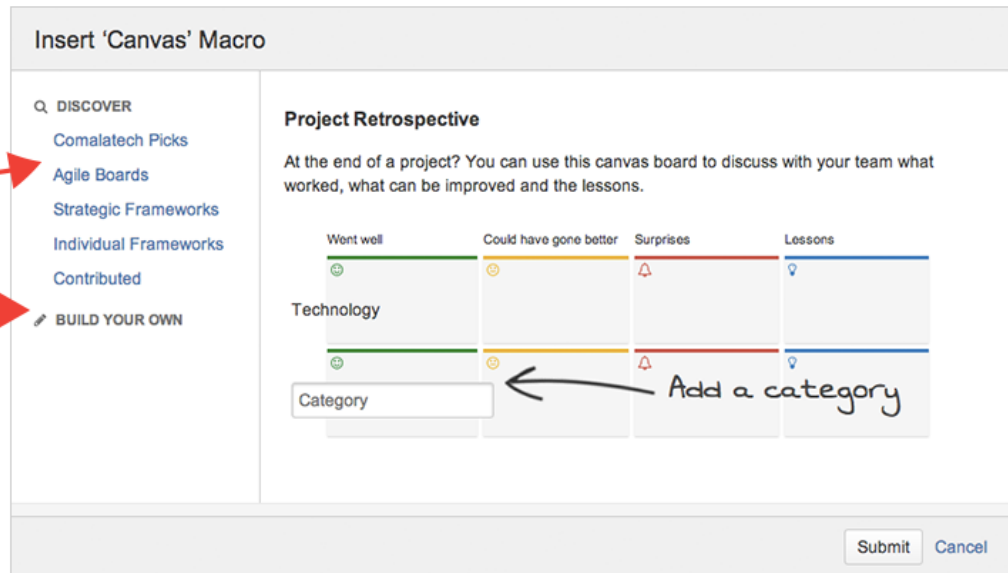 Insert ‘Canvas’ Macro
DISCOVER
Comalatech Picks
Agile Boards
Strategic Frameworks
Individual Frameworks
Contributed
BUILD YOUR OWN
Project Retrospective
At the end of a project? You can use this canvas board to discuss with your team what
worked, what can be improved and the lessons.
Went well Could have gone better Surprises Lessons
Technology
Category
Add a category
Submit Cancel